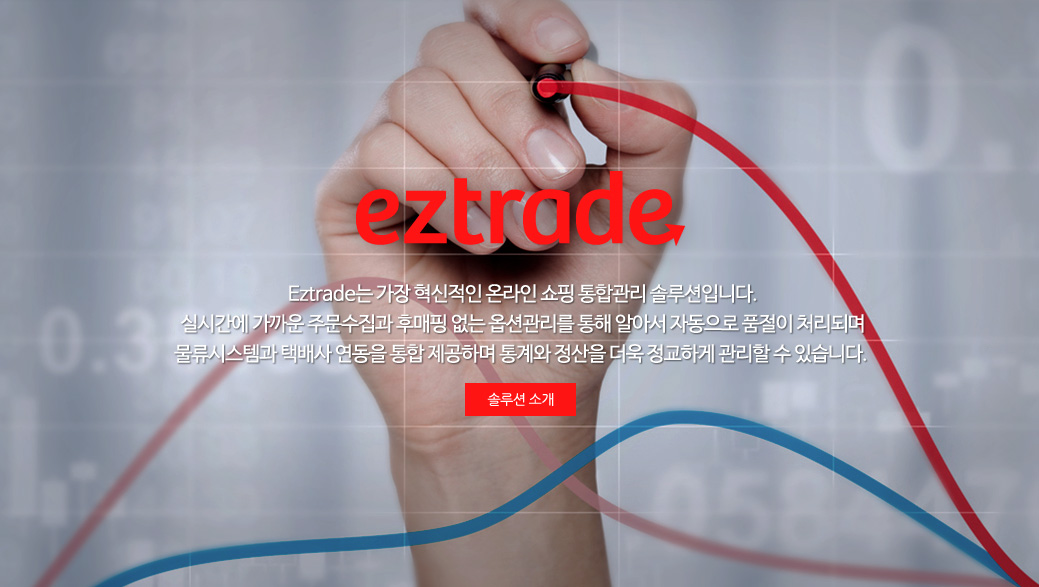 eztrade
Eztrade는 가장 혁신적인 온라인 쇼핑 통합관리 솔루션입니다.
실시간에 가까운 주문수집과 후매핑 없는 옵션관리를 통해 알아서 자동으로 품절이 처리되며
물류시스템과 택배사 연동을 통합 제공하며 통계와 정산을 더욱 정교하게 관리할 수 있습니다.
솔루션 소개